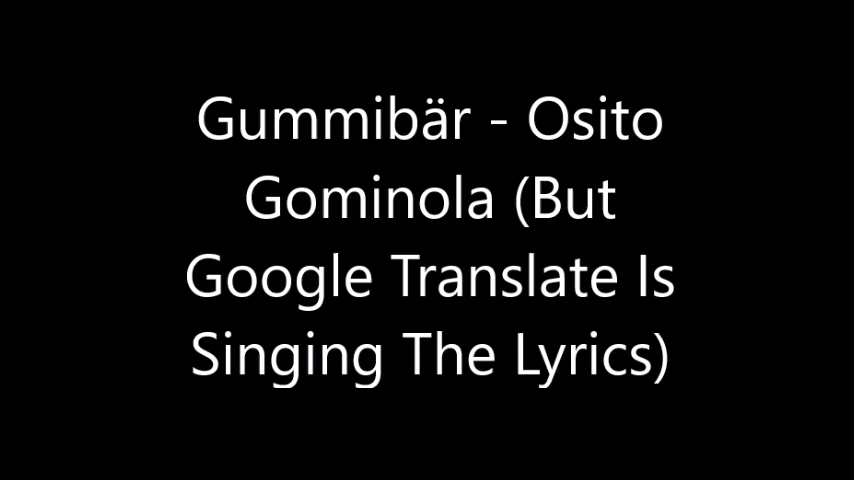 Gummibär - Osito
Gominola (But
Google Translate Is
Singing The Lyrics)